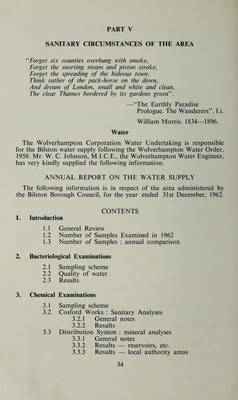 PART V
SANITARY CIRCUMSTANCES OF THE AREA
"Forget six counties overhung with smoke,
Forget the snorting steam and piston stroke,
Forget the spreading of the hideous town;
Think rather of the pack-horse on the down,
And dream of London, small and white and clean,
The clear Thames bordered by its gardens green".
—"The Earthly Paradise
Prologue. The Wanderers". I.i.
William Morris. 1834—1896.
Water
The Wolverhampton Corporation Water Undertaking is responsible
for the Bilston water supply following the Wolverhampton Water Order,
1958. Mr. W. C. Johnson, M.I.C.E., the Wolverhampton Water Engineer,
has very kindly supplied the following information.
ANNUAL REPORT ON THE WATER SUPPLY
The following information is in respect of the area administered by
the Bilston Borough Council, for the year ended 31st December, 1962.
CONTENTS
1. Introduction
1.1 General Review
1.2 Number of Samples Examined in 1962
1.3 Number of Samples : annual comparison
2. Bacteriological Examinations
2.1 Sampling scheme
2.2 Quality of water
2.3 Results
3. Chemical Examinations
3.1 Sampling scheme
3.2 Cosford Works : Sanitary Analyses
3.2.1 General notes
3.2.2 Results
3.3 Distribution System : mineral analyses
3.3.1 General notes
3.3.2 Results — reservoirs, etc.
3.3.3 Results — local authority areas
34